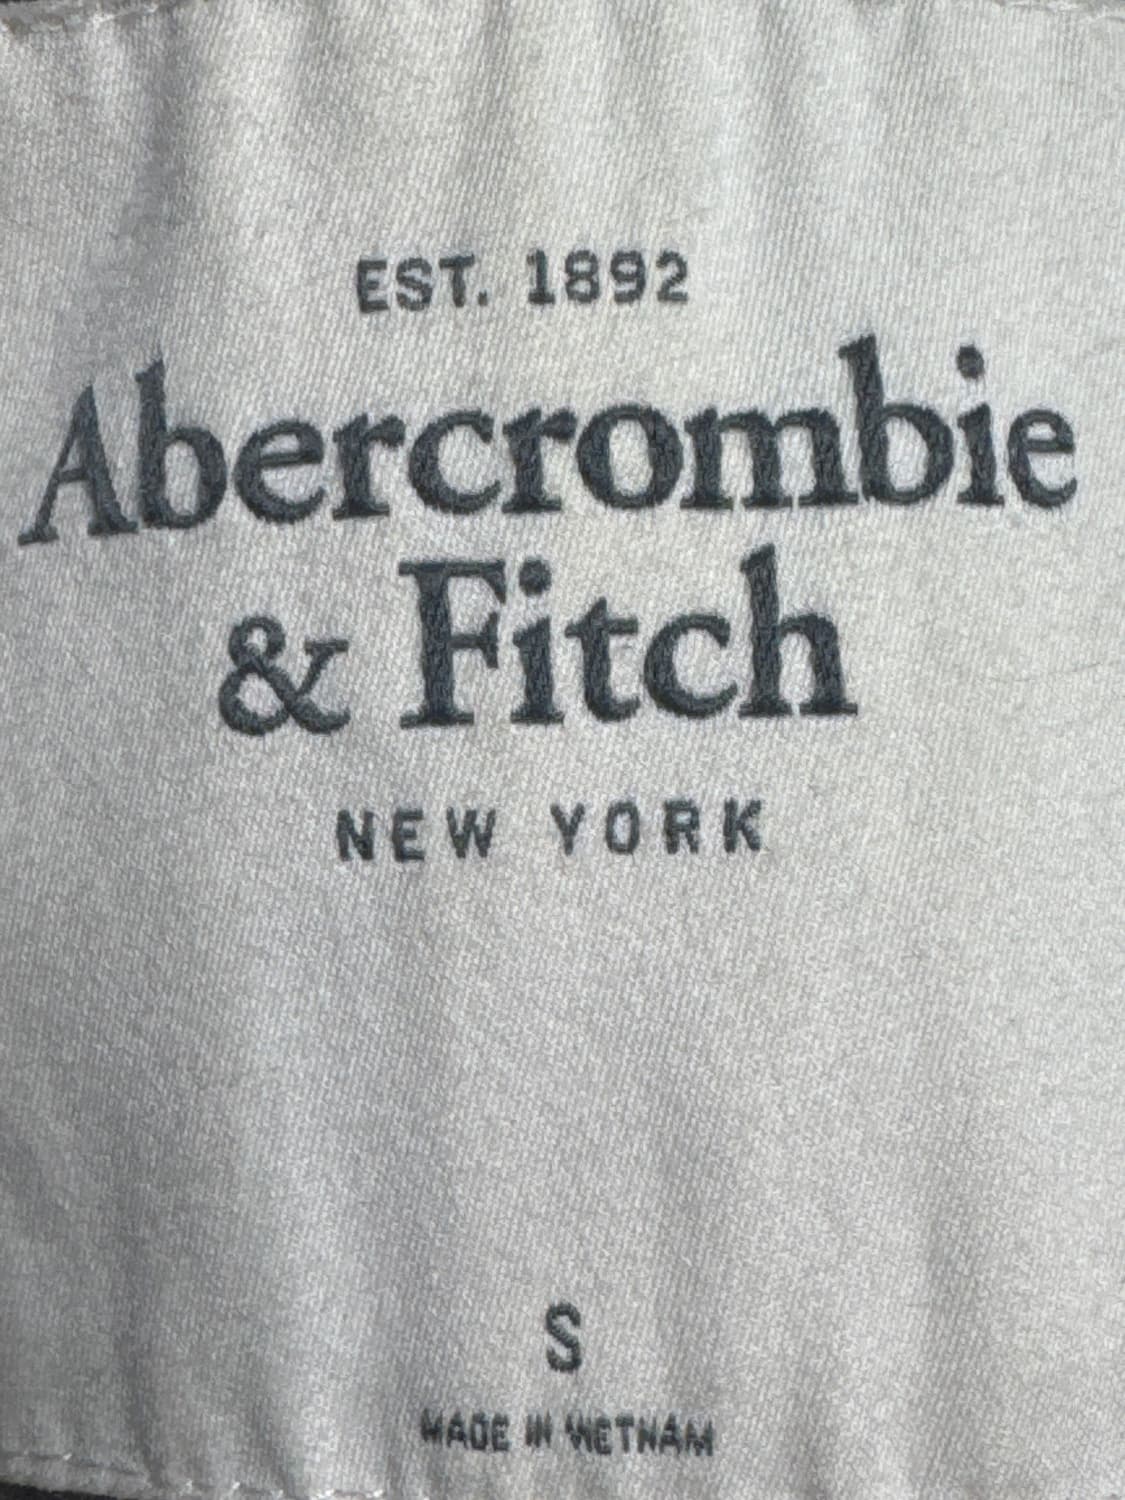 EST. 1892
Abercrombie
& Fitch
NEW YORK
S
MADE IN VIETNAM